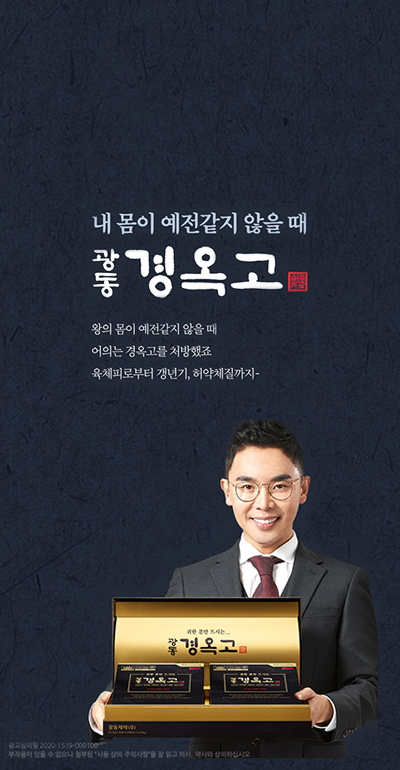 내 몸이 예전같지 않을 때
광동 경옥고
왕의 몸이 예전같지 않을 때
어의는 경옥고를 처방했죠
육체피로부터 갱년기, 허약체질까지-
귀한 분만 드시는...
광동 경옥고
경옥고
경옥고
광동제약(주)
광고심의필 2020-1519-000100
부작용이 있을 수 있으니 첨부된 "사용 상의 주의사항"을 잘 읽고 의사, 약사와 상의하십시오.